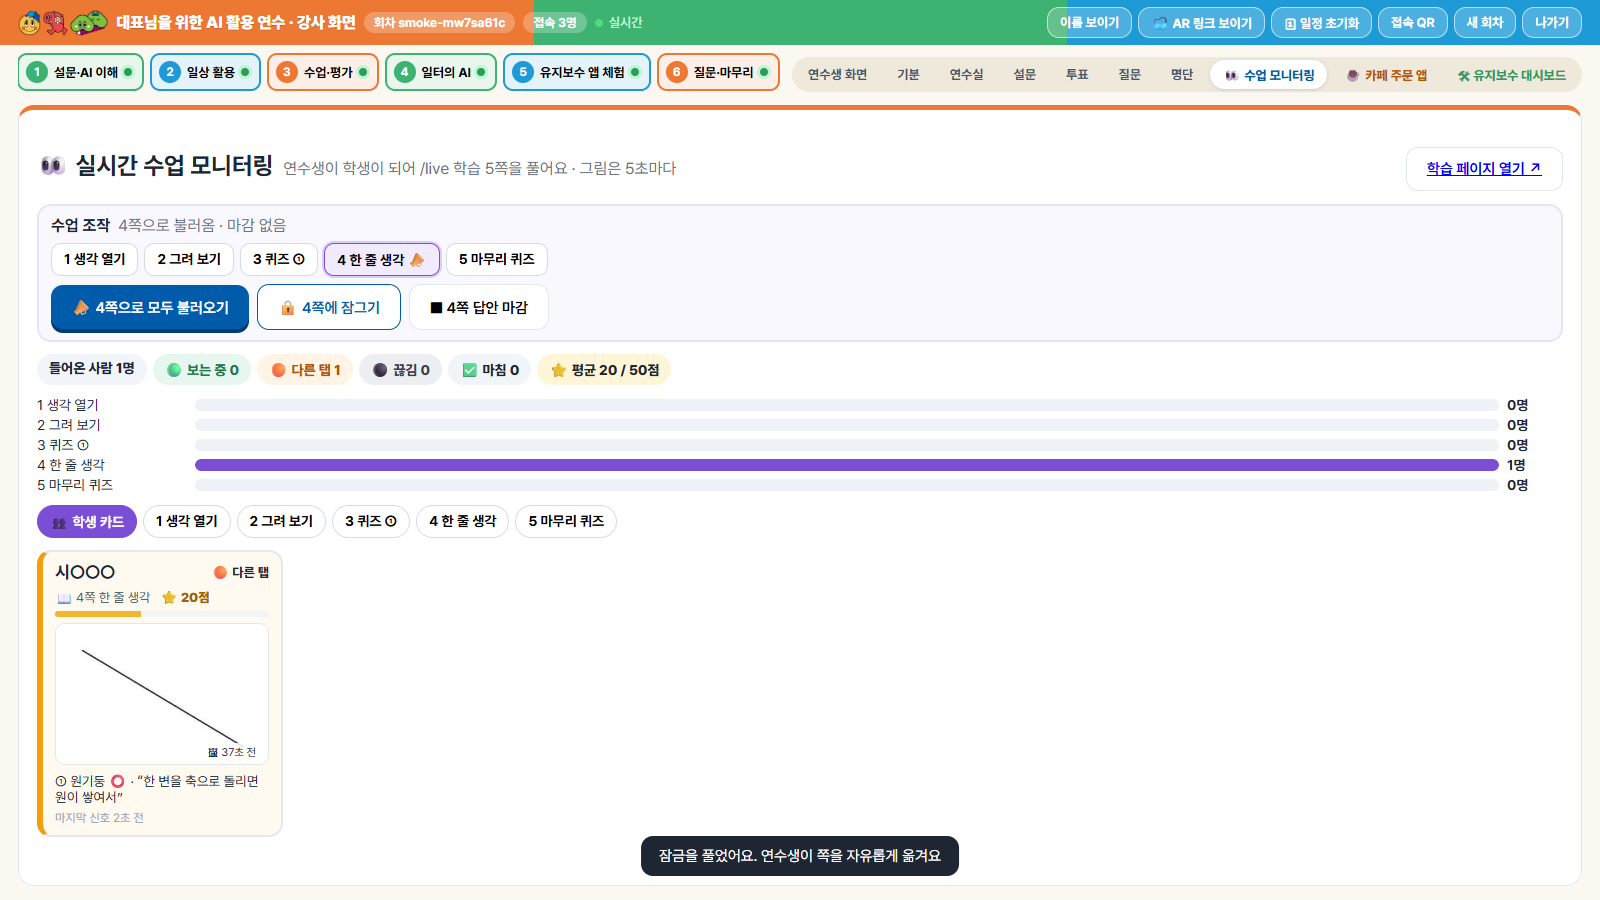 대표님을 위한 AI 활용 연수 · 강사 화면
회차 smoke-mw7sa61c
접속 3명
실시간
이름 보이기
AR 링크 보이기
일정 초기화
접속 QR
새 회차
나가기
1 설문·AI 이해
2 일상 활용
3 수업·평가
4 일터의 AI
5 유지보수 앱 체험
6 질문·마무리
연수생 화면
기분
연수실
설문
투표
질문
명단
👀 수업 모니터링
카페 주문 앱
🛠 유지보수 대시보드
👀 실시간 수업 모니터링 연수생이 학생이 되어 /live 학습 5쪽을 풀어요 · 그림은 5초마다
학습 페이지 열기 ↗
수업 조작 4쪽으로 불러옴 · 마감 없음
1 생각 열기
2 그려 보기
3 퀴즈 ①
4 한 줄 생각 📣
5 마무리 퀴즈
📣 4쪽으로 모두 불러오기
🔒 4쪽에 잠그기
■ 4쪽 답안 마감
들어온 사람 1명
🟢 보는 중 0
🟠 다른 탭 1
⚫ 끊김 0
✅ 마침 0
⭐ 평균 20 / 50점
1 생각 열기 0명
2 그려 보기 0명
3 퀴즈 ① 0명
4 한 줄 생각 1명
5 마무리 퀴즈 0명
👥 학생 카드
1 생각 열기
2 그려 보기
3 퀴즈 ①
4 한 줄 생각
5 마무리 퀴즈
시○○○
🟠 다른 탭
📖 4쪽 한 줄 생각 ⭐ 20점
37초 전
① 원기둥 ⭕ · “한 변을 축으로 돌리면
원이 쌓여서”
마지막 신호 2초 전
잠금을 풀었어요. 연수생이 쪽을 자유롭게 옮겨요